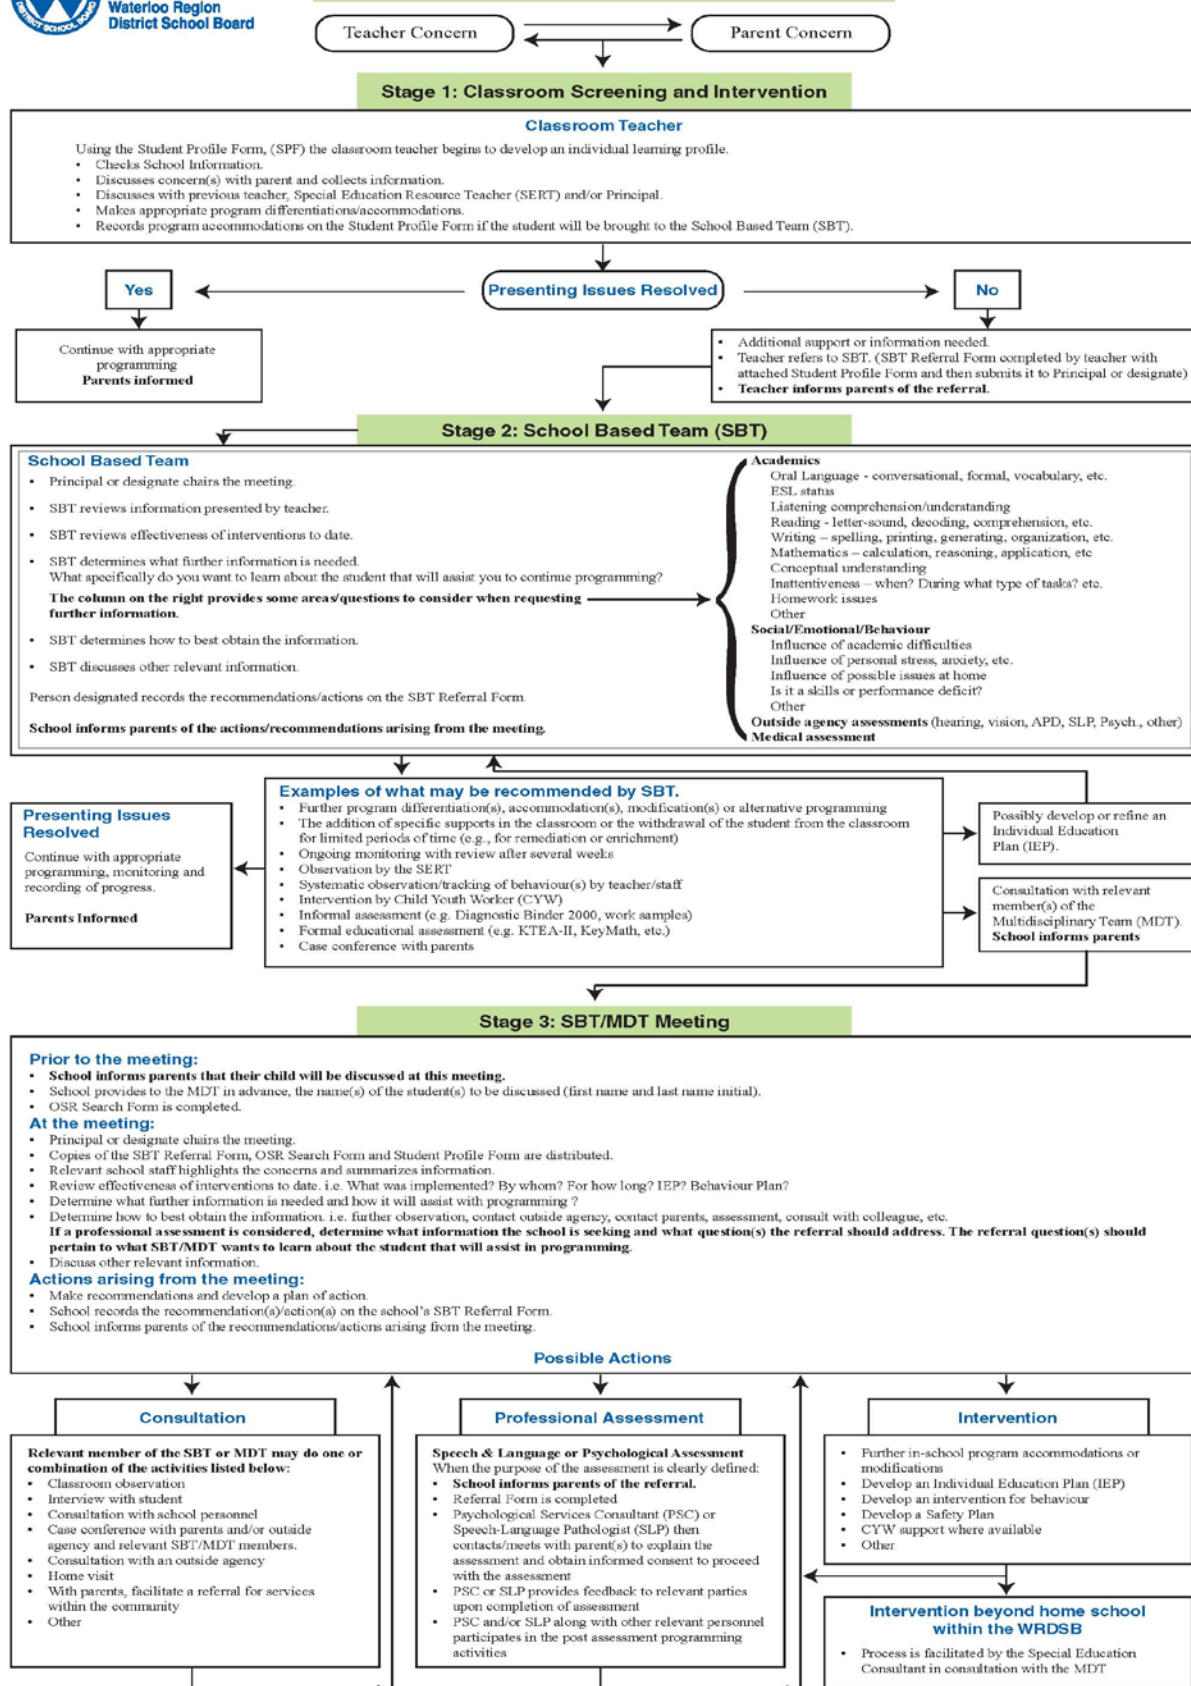 Waterloo Region
District School Board
DISTRICT SCHOOL BOARD
Teacher Concern
Parent Concern
Stage 1: Classroom Screening and Intervention
Classroom Teacher
Using the Student Profile Form, (SPF) the classroom teacher begins to develop an individual learning profile.
• Checks School Information.
• Discusses concern(s) with parent and collects information.
• Discusses with previous teacher, Special Education Resource Teacher (SERT) and/or Principal.
• Makes appropriate program differentiations/accommodations.
• Records program accommodations on the Student Profile Form if the student will be brought to the School Based Team (SBT).
Yes
Presenting Issues Resolved
No
Continue with appropriate
programming
Parents informed
• Additional support or information needed.
• Teacher refers to SBT. (SBT Referral Form completed by teacher with
attached Student Profile Form and then submits it to Principal or designate)
• Teacher informs parents of the referral.
Stage 2: School Based Team (SBT)
School Based Team
• Principal or designate chairs the meeting.
• SBT reviews information presented by teacher.
• SBT reviews effectiveness of interventions to date.
• SBT determines what further information is needed.
What specifically do you want to learn about the student that will assist you to continue programming?
The column on the right provides some areas/questions to consider when requesting
further information.
• SBT determines how to best obtain the information.
• SBT discusses other relevant information.
Person designated records the recommendations/actions on the SBT Referral Form.
School informs parents of the actions/recommendations arising from the meeting.
Academics
Oral Language - conversational, formal, vocabulary, etc.
ESL status
Listening comprehension/understanding
Reading - letter-sound, decoding, comprehension, etc.
Writing – spelling, printing, generating, organization, etc.
Mathematics – calculation, reasoning, application, etc
Conceptual understanding
Inattentiveness – when? During what type of tasks? etc.
Homework issues
Other
Social/Emotional/Behaviour
Influence of academic difficulties
Influence of personal stress, anxiety, etc.
Influence of possible issues at home
Is it a skills or performance deficit?
Other
Outside agency assessments (hearing, vision, APD, SLP, Psych., other)
Medical assessment
Presenting Issues
Resolved
Continue with appropriate
programming, monitoring and
recording of progress.
Parents Informed
Examples of what may be recommended by SBT.
• Further program differentiation(s), accommodation(s), modification(s) or alternative programming
• The addition of specific supports in the classroom or the withdrawal of the student from the classroom
for limited periods of time (e.g., for remediation or enrichment)
• Ongoing monitoring with review after several weeks
• Observation by the SERT
• Systematic observation/tracking of behaviour(s) by teacher/staff
• Intervention by Child Youth Worker (CYW)
• Informal assessment (e.g. Diagnostic Binder 2000, work samples)
• Formal educational assessment (e.g. KTEA-II, KeyMath, etc.)
• Case conference with parents
Possibly develop or refine an
Individual Education
Plan (IEP).
Consultation with relevant
member(s) of the
Multidisciplinary Team (MDT).
School informs parents
Stage 3: SBT/MDT Meeting
Prior to the meeting:
• School informs parents that their child will be discussed at this meeting.
• School provides to the MDT in advance, the name(s) of the student(s) to be discussed (first name and last name initial).
• OSR Search Form is completed.
At the meeting:
• Principal or designate chairs the meeting.
• Copies of the SBT Referral Form, OSR Search Form and Student Profile Form are distributed.
• Relevant school staff highlights the concerns and summarizes information.
• Review effectiveness of interventions to date. i.e. What was implemented? By whom? For how long? IEP? Behaviour Plan?
• Determine what further information is needed and how it will assist with programming ?
• Determine how to best obtain the information. i.e. further observation, contact outside agency, contact parents, assessment, consult with colleague, etc.
If a professional assessment is considered, determine what information the school is seeking and what question(s) the referral should address. The referral question(s) should
pertain to what SBT/MDT wants to learn about the student that will assist in programming.
• Discuss other relevant information.
Actions arising from the meeting:
• Make recommendations and develop a plan of action.
• School records the recommendation(s)/action(s) on the school's SBT Referral Form.
• School informs parents of the recommendations/actions arising from the meeting.
Possible Actions
Consultation
Relevant member of the SBT or MDT may do one or
combination of the activities listed below:
• Classroom observation
• Interview with student
• Consultation with school personnel
• Case conference with parents and/or outside
agency and relevant SBT/MDT members.
• Consultation with an outside agency
• Home visit
• With parents, facilitate a referral for services
within the community
• Other
Professional Assessment
Speech & Language or Psychological Assessment
When the purpose of the assessment is clearly defined:
• School informs parents of the referral.
• Referral Form is completed
• Psychological Services Consultant (PSC) or
Speech-Language Pathologist (SLP) then
contacts/meets with parent(s) to explain the
assessment and obtain informed consent to proceed
with the assessment
• PSC or SLP provides feedback to relevant parties
upon completion of assessment
• PSC and/or SLP along with other relevant personnel
participates in the post assessment programming
activities
Intervention
• Further in-school program accommodations or
modifications
• Develop an Individual Education Plan (IEP)
• Develop an intervention for behaviour
• Develop a Safety Plan
• CYW support where available
• Other
Intervention beyond home school
within the WRDSB
• Process is facilitated by the Special Education
Consultant in consultation with the MDT